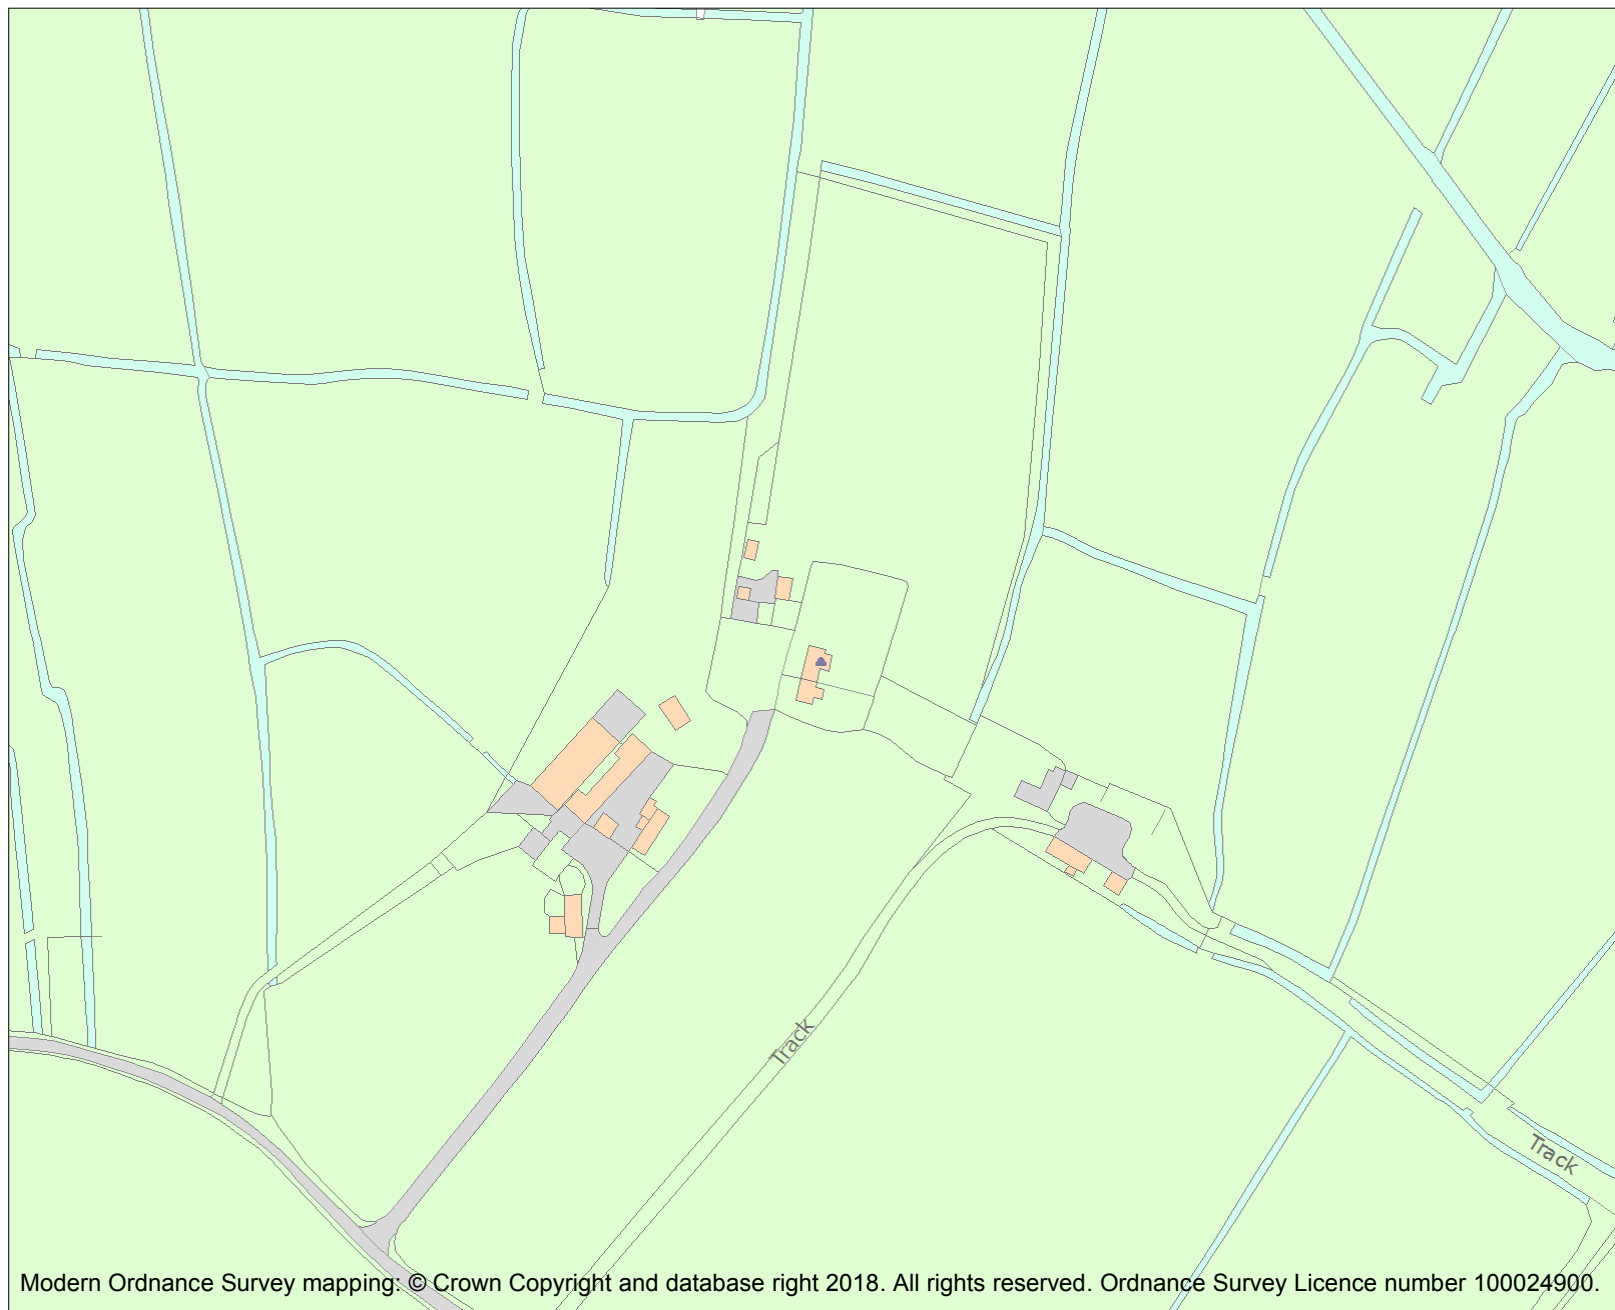 Track
Track
Modern Ordnance Survey mapping: © Crown Copyright and database right 2018. All rights reserved. Ordnance Survey Licence number 100024900.